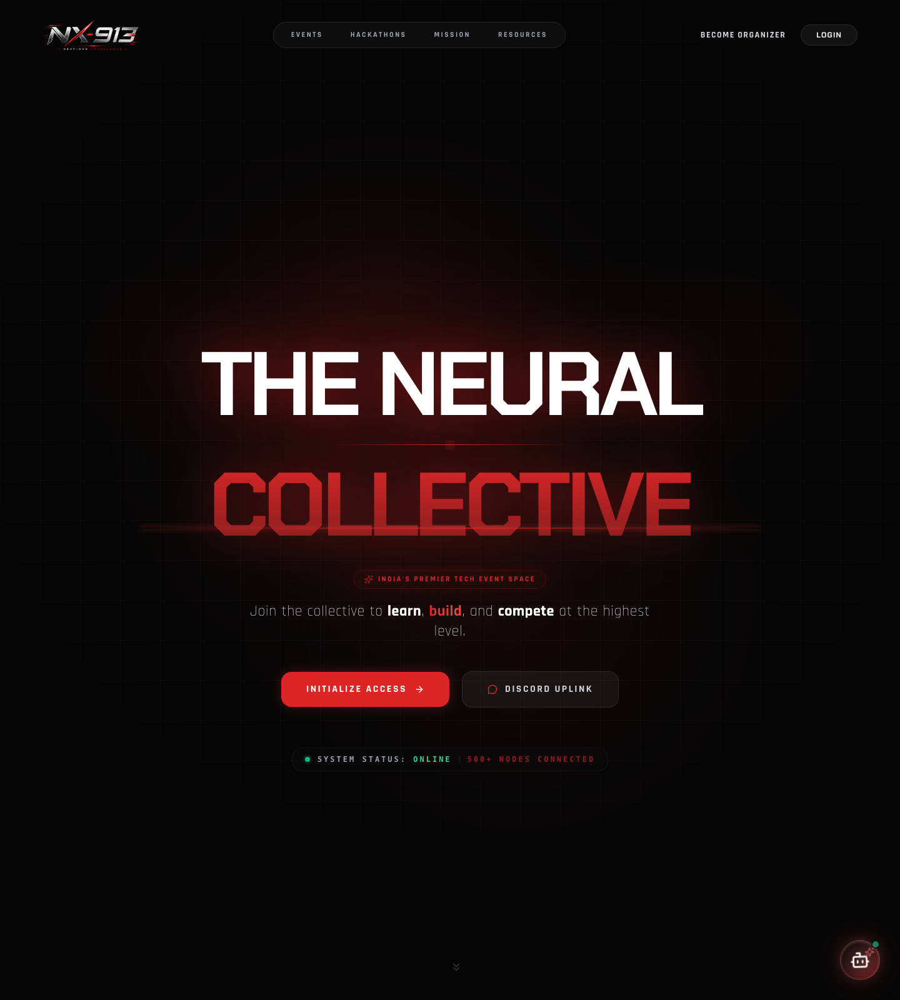 NX-913
NEXT-GEN EXCELLENCE
EVENTS HACKATHONS MISSION RESOURCES
BECOME ORGANIZER LOGIN
THE NEURAL
COLLECTIVE
INDIA'S PREMIER TECH EVENT SPACE
Join the collective to learn, build, and compete at the highest
level.
INITIALIZE ACCESS DISCORD UPLINK
SYSTEM STATUS: ONLINE 500+ NODES CONNECTED